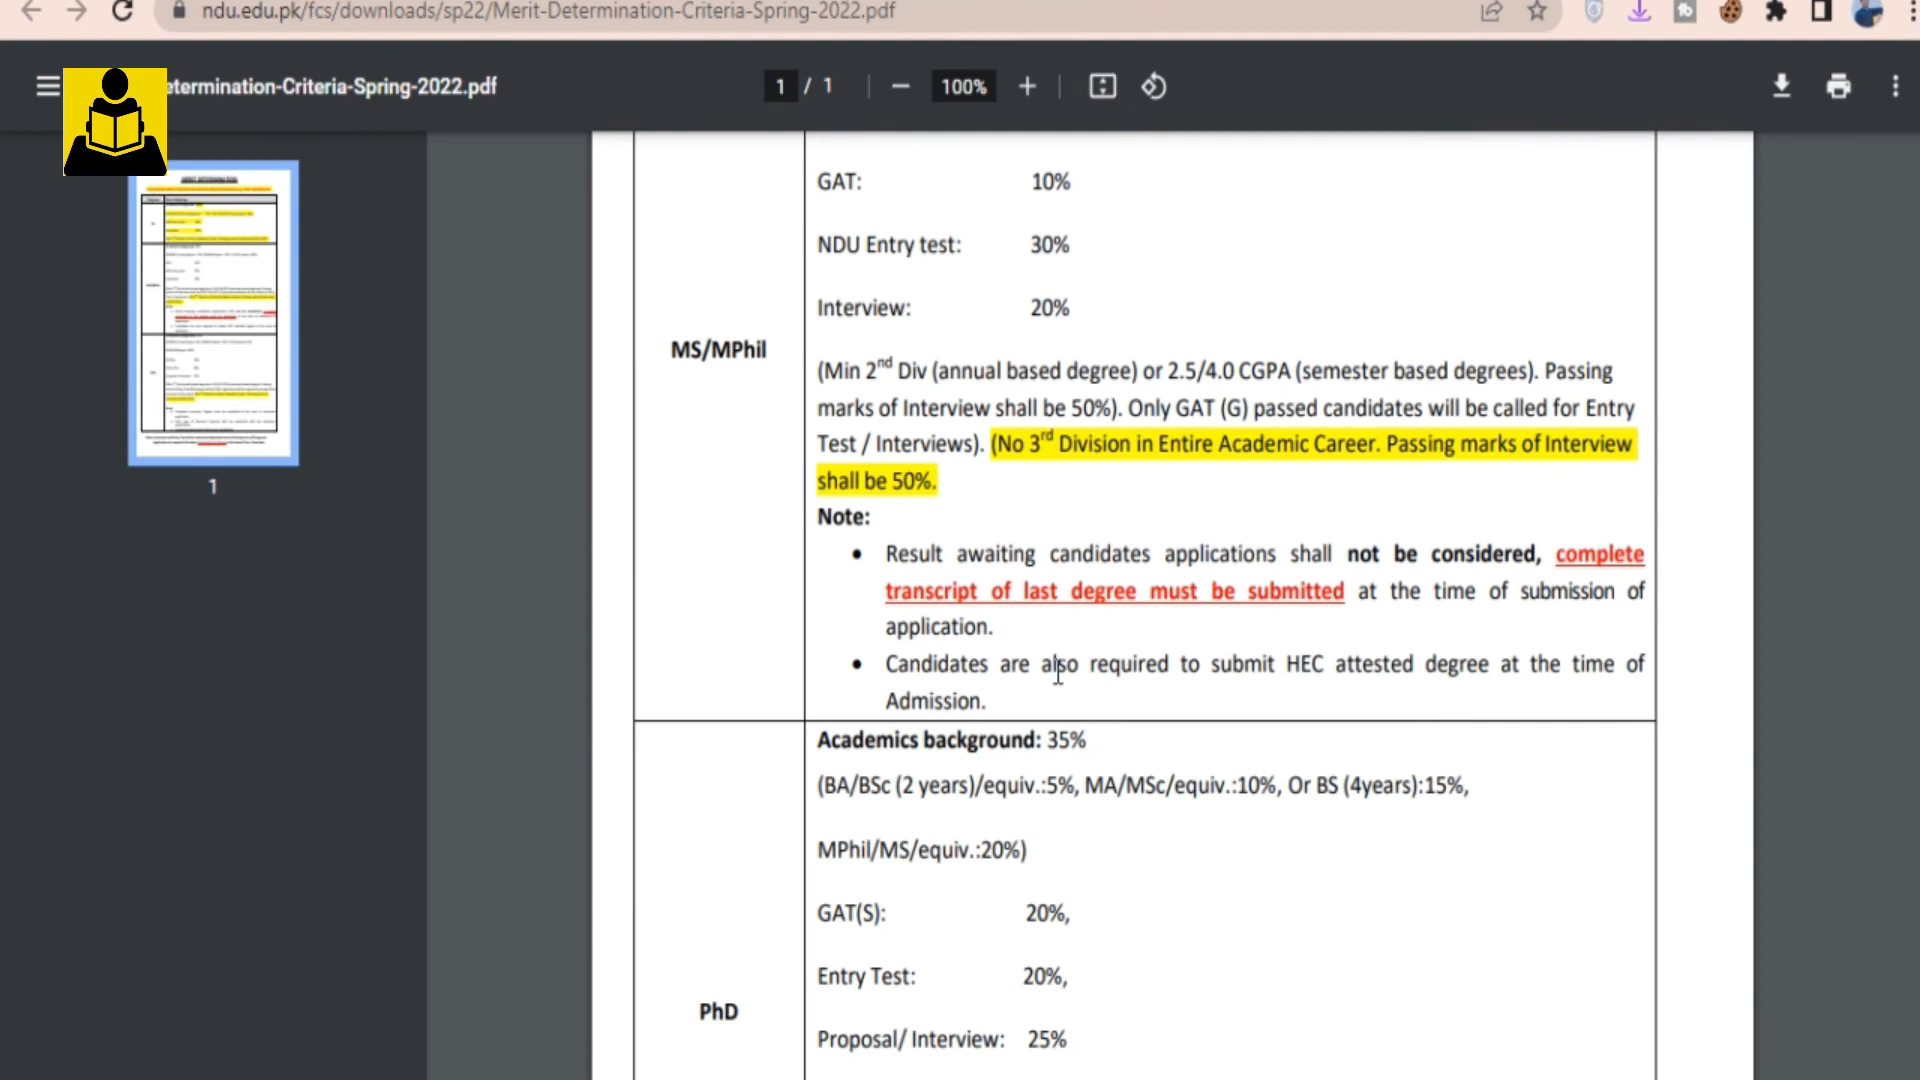 ndu.edu.pk/fcs/downloads/sp22/Merit-Determination-Criteria-Spring-2022.pdf
etermination-Criteria-Spring-2022.pdf
1 / 1
100%
1
GAT: 10%
NDU Entry test: 30%
Interview: 20%
MS/MPhil
(Min 2nd Div (annual based degree) or 2.5/4.0 CGPA (semester based degrees). Passing
marks of Interview shall be 50%). Only GAT (G) passed candidates will be called for Entry
Test / Interviews). (No 3rd Division in Entire Academic Career. Passing marks of Interview
shall be 50%.
Note:
• Result awaiting candidates applications shall not be considered, complete
transcript of last degree must be submitted at the time of submission of
application.
• Candidates are also required to submit HEC attested degree at the time of
Admission.
Academics background: 35%
(BA/BSc (2 years)/equiv.:5%, MA/MSc/equiv.:10%, Or BS (4years):15%,
MPhil/MS/equiv.:20%)
GAT(S): 20%,
Entry Test: 20%,
PhD
Proposal/ Interview: 25%